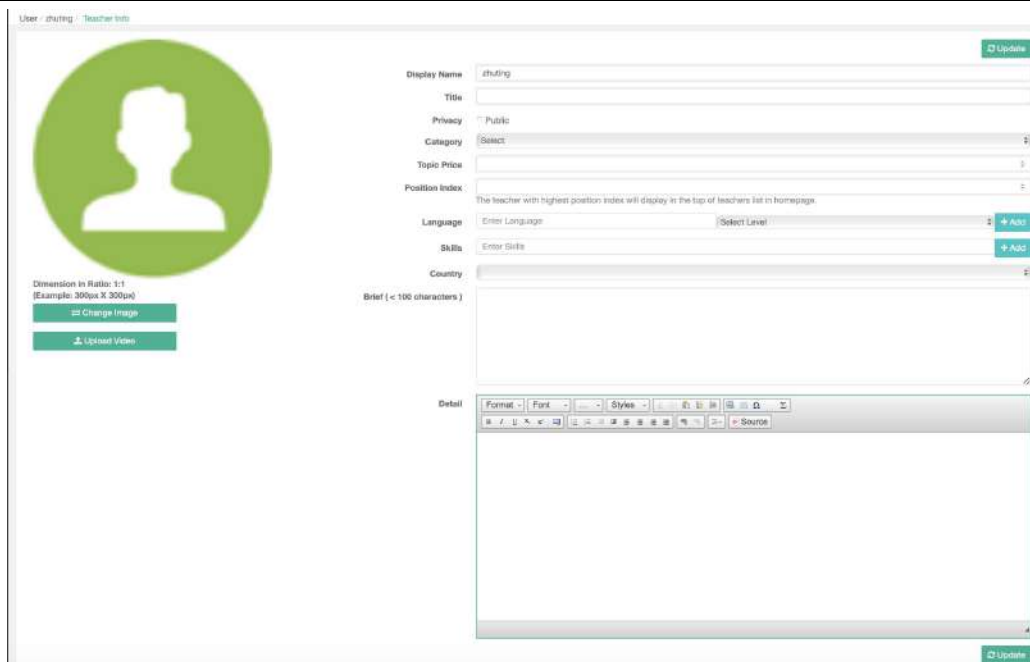 User / zhuting / Teacher Info
Update
Display Name zhuting
Title
Privacy Public
Category Select
Topic Price
Position Index
The teacher with highest position index will display in the top of teachers list in homepage.
Language Enter Language Select Level + Add
Skills Enter Skills + Add
Country
Dimension in Ratio: 1:1
(Example: 300px X 300px)
Change Image
Upload Video
Brief ( < 100 characters )
Detail
Format Font ... Styles Ω Σ
B I U Source
Update